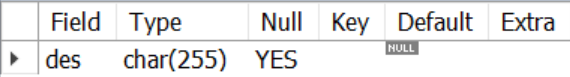 Field Type Null Key Default Extra
des char(255) YES NULL